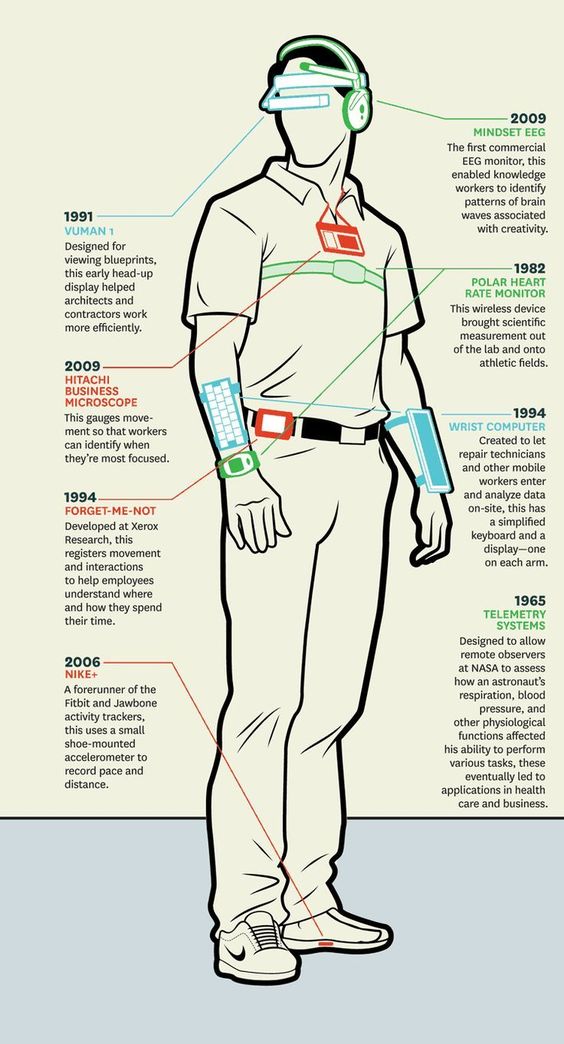 1991
VUMAN 1
Designed for
viewing blueprints,
this early head-up
display helped
architects and
contractors work
more efficiently.
2009
HITACHI
BUSINESS
MICROSCOPE
This gauges move-
ment so that workers
can identify when
they're most focused.
1994
FORGET-ME-NOT
Developed at Xerox
Research, this
registers movement
and interactions
to help employees
understand where
and how they spend
their time.
2006
NIKE+
A forerunner of the
Fitbit and Jawbone
activity trackers,
this uses a small
shoe-mounted
accelerometer to
record pace and
distance.
2009
MINDSET EEG
The first commercial
EEG monitor, this
enabled knowledge
workers to identify
patterns of brain
waves associated
with creativity.
1982
POLAR HEART
RATE MONITOR
This wireless device
brought scientific
measurement out
of the lab and onto
athletic fields.
1994
WRIST COMPUTER
Created to let
repair technicians
and other mobile
workers enter
and analyze data
on-site, this has
a simplified
keyboard and a
display—one
on each arm.
1965
TELEMETRY
SYSTEMS
Designed to allow
remote observers
at NASA to assess
how an astronaut's
respiration, blood
pressure, and
other physiological
functions affected
his ability to perform
various tasks, these
eventually led to
applications in health
care and business.